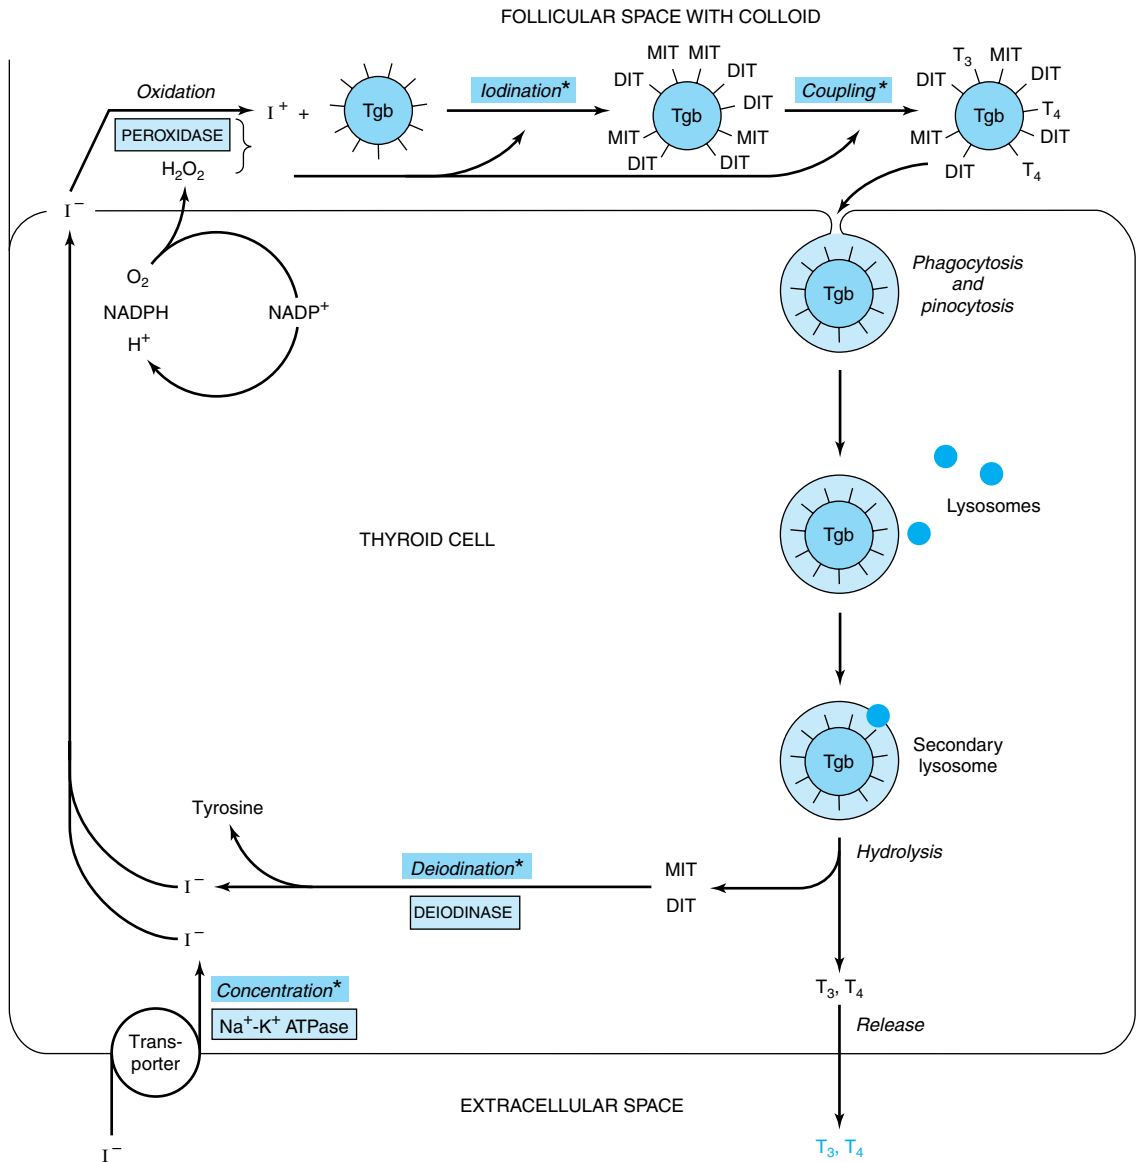 FOLLICULAR SPACE WITH COLLOID
Oxidation
PEROXIDASE
H2O2
I+ +
Tgb
Iodination*
MIT MIT
DIT
DIT
DIT
Tgb
MIT
MIT
DIT
DIT
Coupling*
T3
MIT
DIT
DIT
T4
Tgb
MIT
DIT
DIT
T4
I−
O2
NADPH
H+
NADP+
Tgb
Phagocytosis
and
pinocytosis
Lysosomes
Tgb
THYROID CELL
Tgb
Secondary
lysosome
Tyrosine
Hydrolysis
Deiodination*
DEIODINASE
MIT
DIT
I−
I−
Concentration*
Na+-K+ ATPase
T3, T4
Release
Trans-
porter
EXTRACELLULAR SPACE
I−
T3, T4